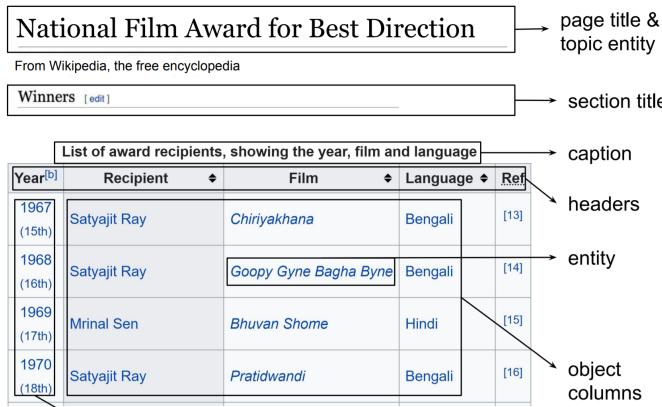 National Film Award for Best Direction
page title &
topic entity
From Wikipedia, the free encyclopedia
Winners [ edit ]
section title
List of award recipients, showing the year, film and language
caption
Year[b] Recipient Film Language Ref
headers
1967
(15th) Satyajit Ray Chiriyakhana Bengali [13]
1968
(16th) Satyajit Ray Goopy Gyne Bagha Byne Bengali [14]
entity
1969
(17th) Mrinal Sen Bhuvan Shome Hindi [15]
1970
(18th) Satyajit Ray Pratidwandi Bengali [16]
object
columns